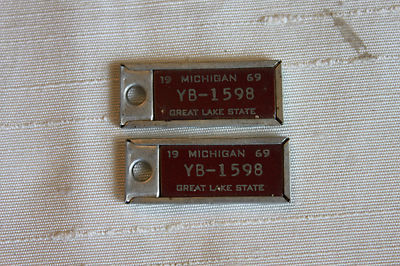 19 MICHIGAN 69
YB-1598
GREAT LAKE STATE
19 MICHIGAN 69
YB-1598
GREAT LAKE STATE